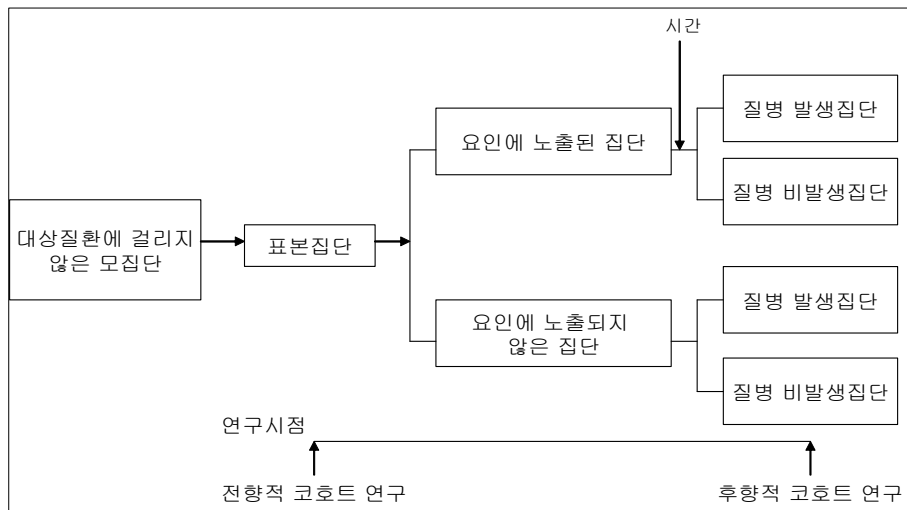 시간
질병 발생집단
요인에 노출된 집단
질병 비발생집단
대상질환에 걸리지
않은 모집단
표본집단
질병 발생집단
요인에 노출되지
않은 집단
질병 비발생집단
연구시점
전향적 코호트 연구
후향적 코호트 연구